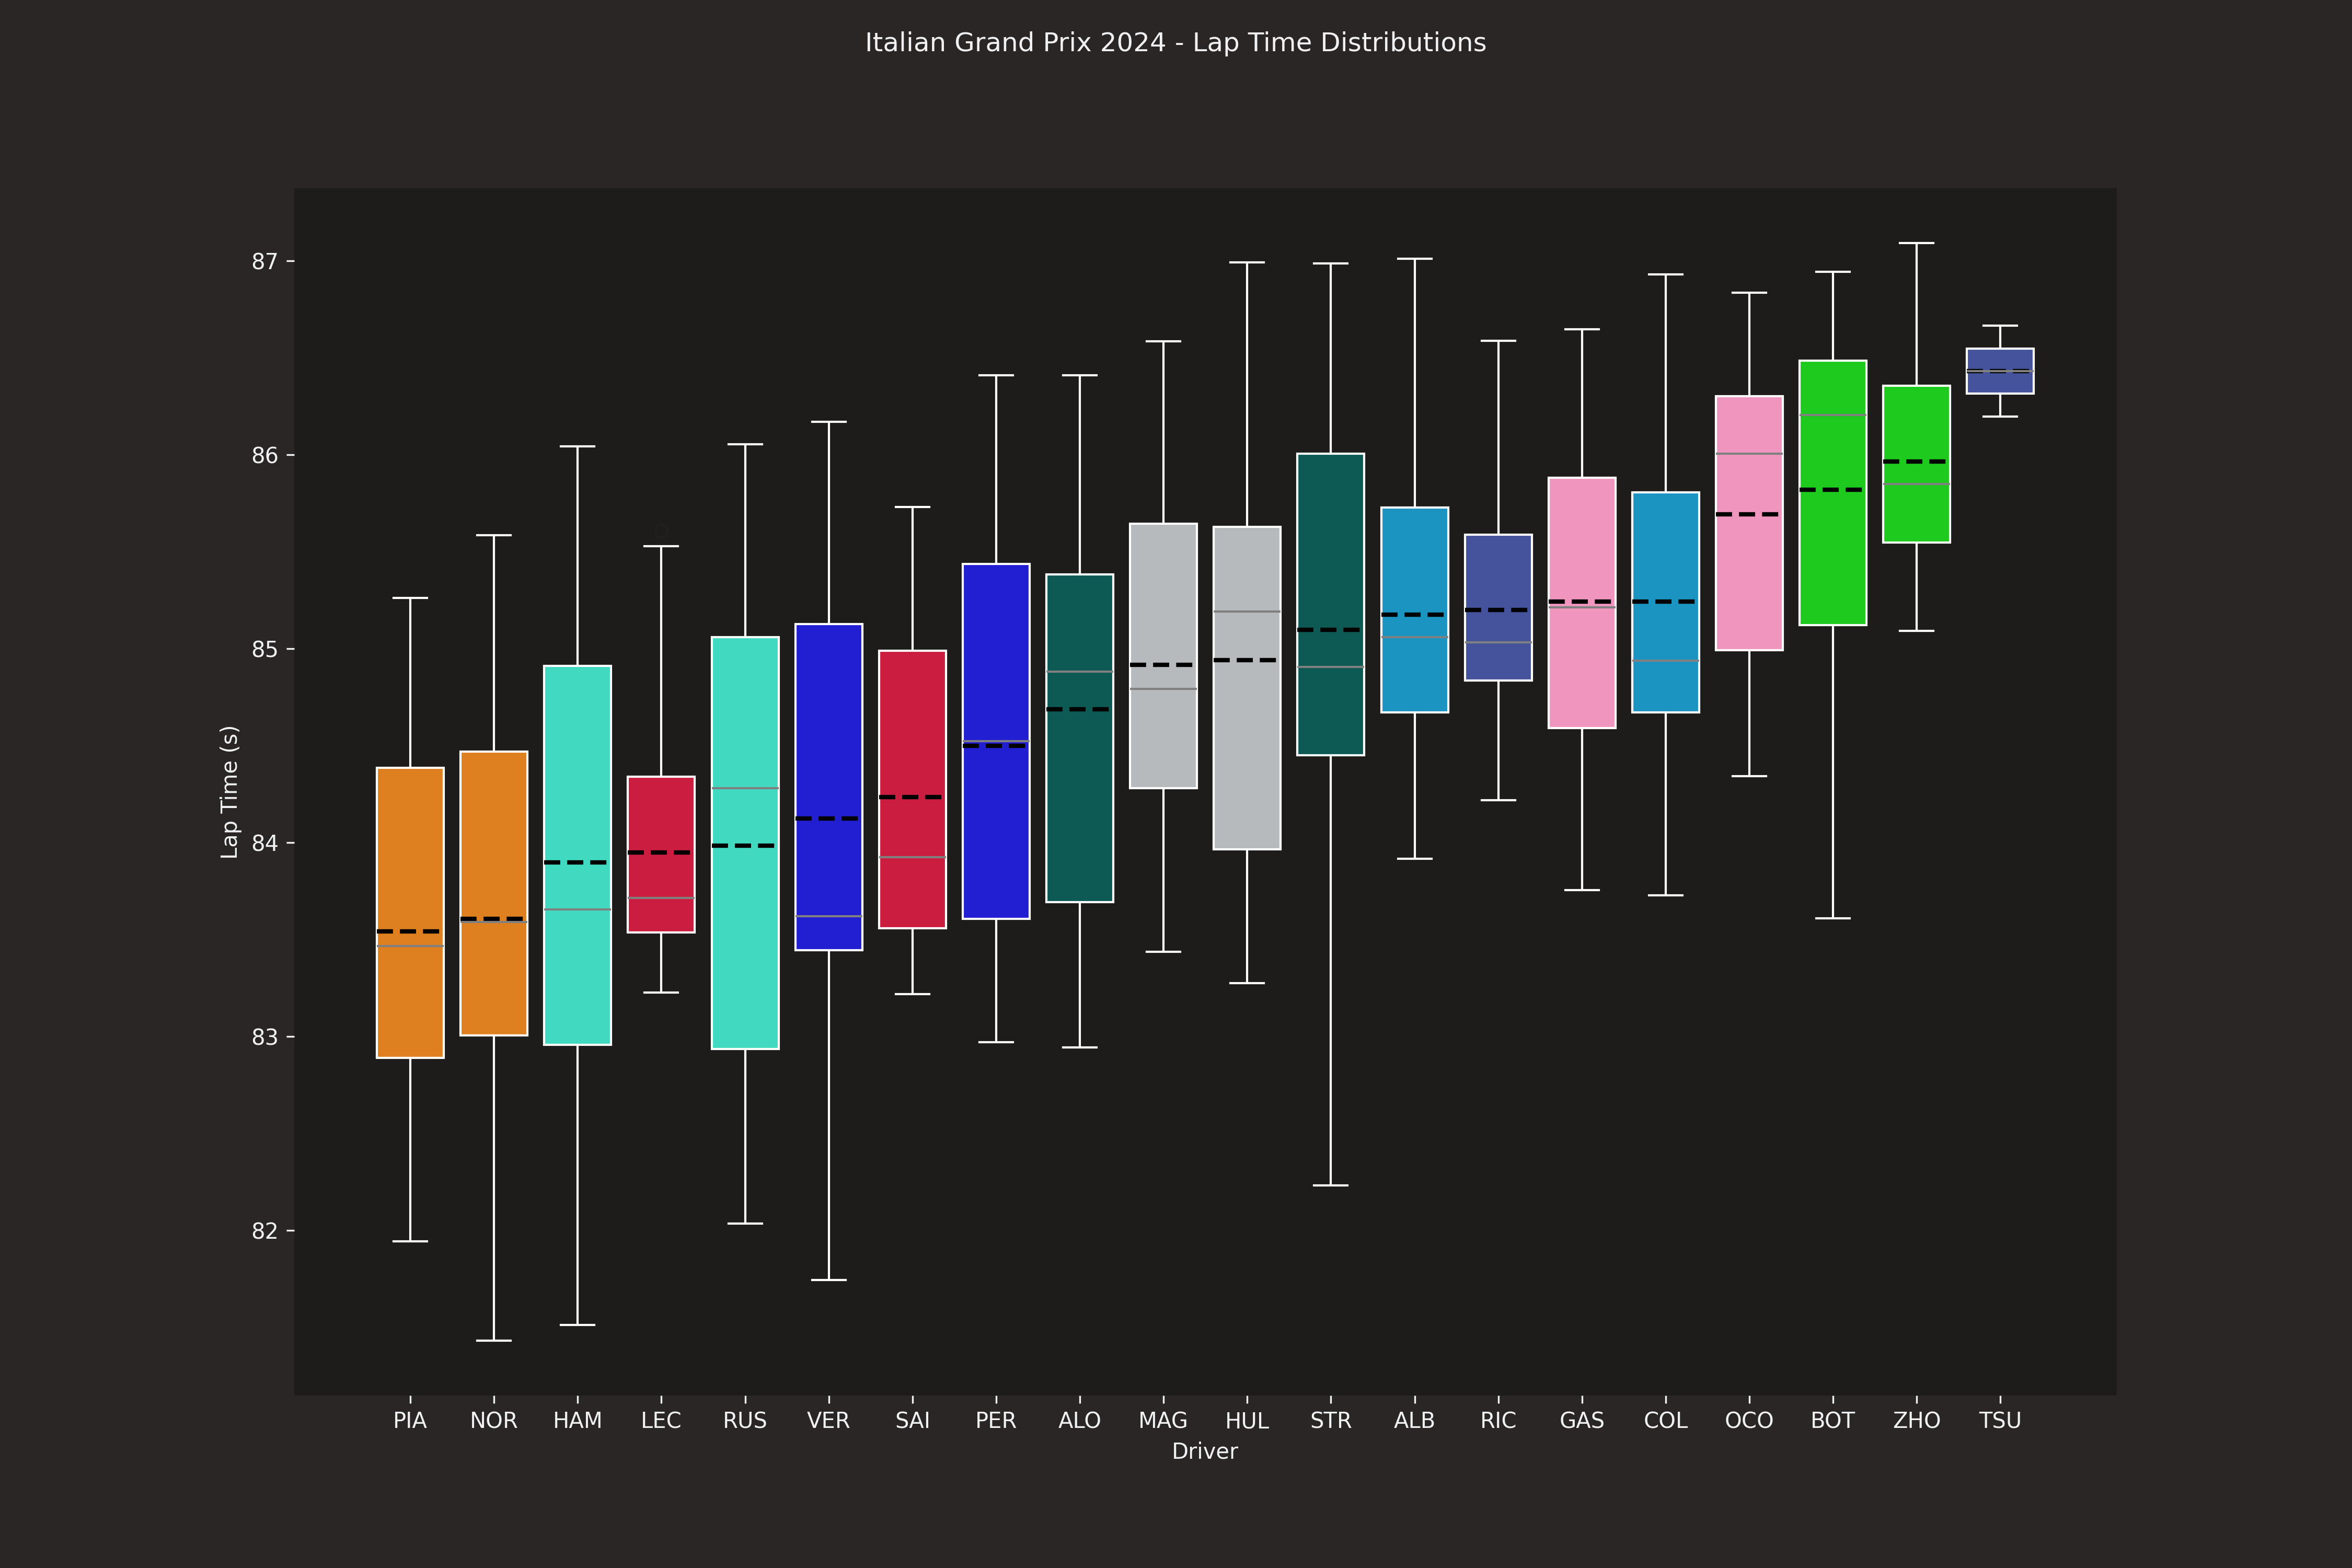 Italian Grand Prix 2024 - Lap Time Distributions
Lap Time (s)
87
86
85
84
83
82
PIA NOR HAM LEC RUS VER SAI PER ALO MAG HUL STR ALB RIC GAS COL OCO BOT ZHO TSU
Driver